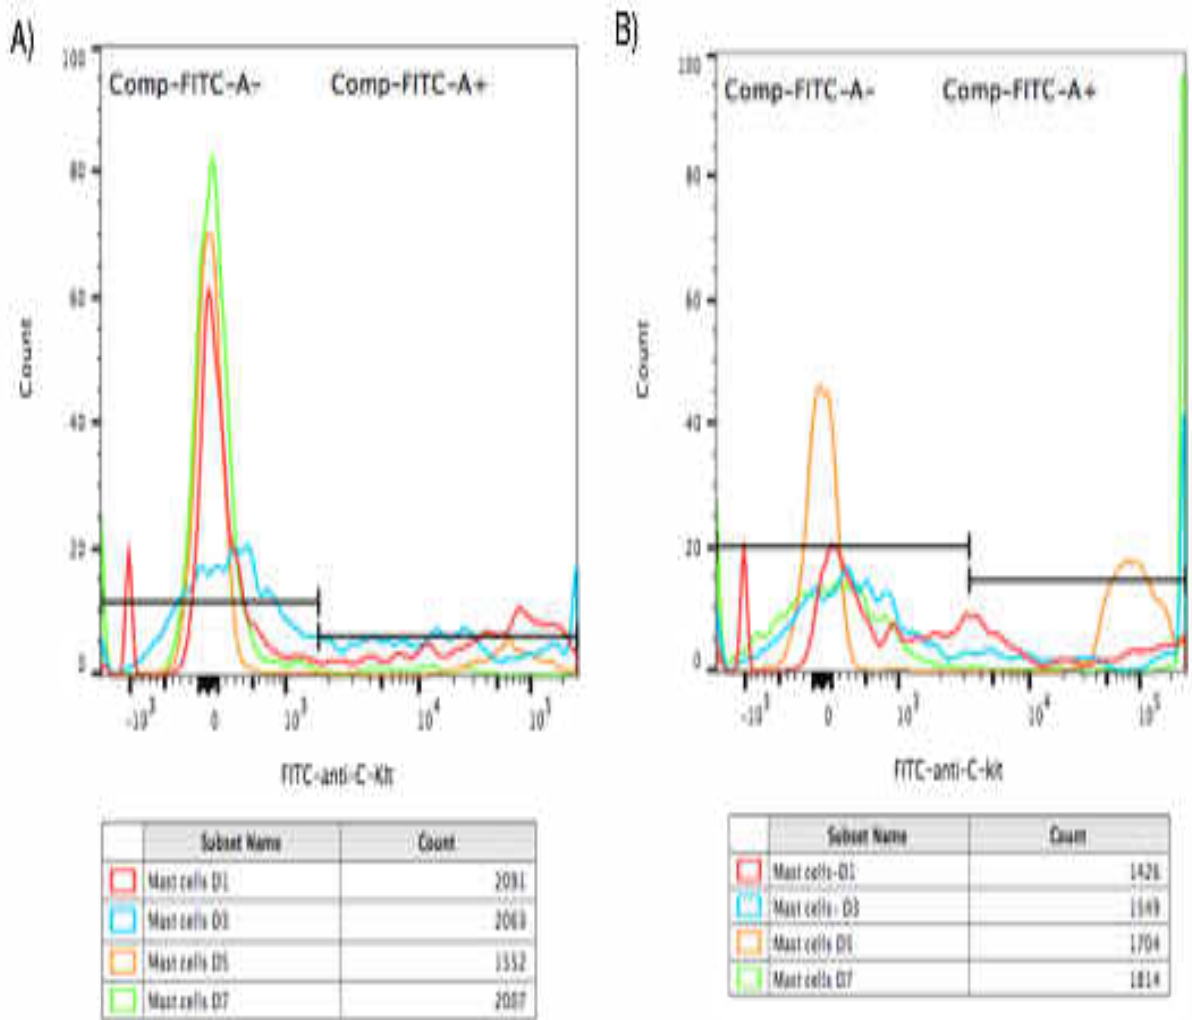 A)
100
Comp-FITC-A-    Comp-FITC-A+
80
60
Count
40
20
0
-10³    0    10³    10⁴    10⁵
FITC-anti-C-Kit
Subset Name    Count
Mast cells D1    2091
Mast cells D3    2063
Mast cells D5    1552
Mast cells D7    2007
B)
100
Comp-FITC-A-    Comp-FITC-A+
80
60
Count
40
20
0
-10³    0    10³    10⁴    10⁵
FITC-anti-C-kit
Subset Name    Count
Mast cells-D1    1426
Mast cells- D3    1549
Mast cells D5    1704
Mast cells D7    1814